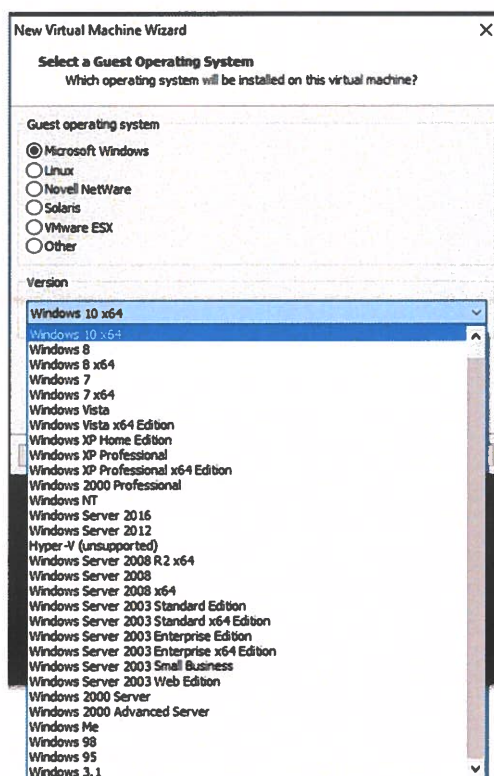 New Virtual Machine Wizard
Select a Guest Operating System
Which operating system will be installed on this virtual machine?
Guest operating system
Microsoft Windows
Linux
Novell NetWare
Solaris
VMware ESX
Other
Version
Windows 10 x64
Windows 10 x64
Windows 8
Windows 8 x64
Windows 7
Windows 7 x64
Windows Vista
Windows Vista x64 Edition
Windows XP Home Edition
Windows XP Professional
Windows XP Professional x64 Edition
Windows 2000 Professional
Windows NT
Windows Server 2016
Windows Server 2012
Hyper-V (unsupported)
Windows Server 2008 R2 x64
Windows Server 2008
Windows Server 2008 x64
Windows Server 2003 Standard Edition
Windows Server 2003 Standard x64 Edition
Windows Server 2003 Enterprise Edition
Windows Server 2003 Enterprise x64 Edition
Windows Server 2003 Small Business
Windows Server 2003 Web Edition
Windows 2000 Server
Windows 2000 Advanced Server
Windows Me
Windows 98
Windows 95
Windows 3.1